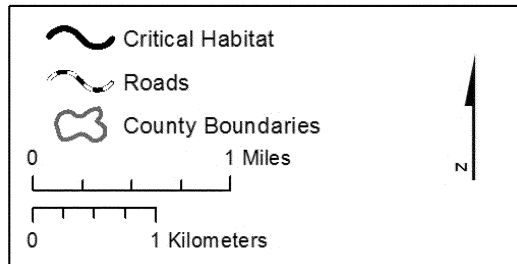 Critical Habitat
Roads
County Boundaries
0 1 Miles
0 1 Kilometers
N